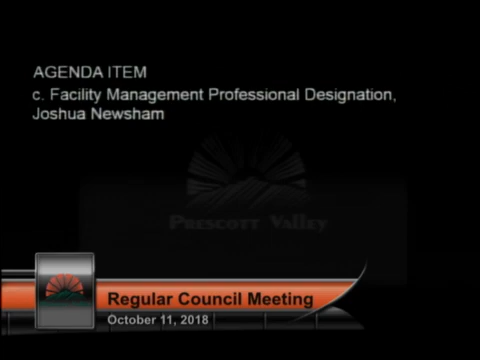 AGENDA ITEM
c. Facility Management Professional Designation,
Joshua Newsham
PRESCOTT VALLEY
Regular Council Meeting
October 11, 2018